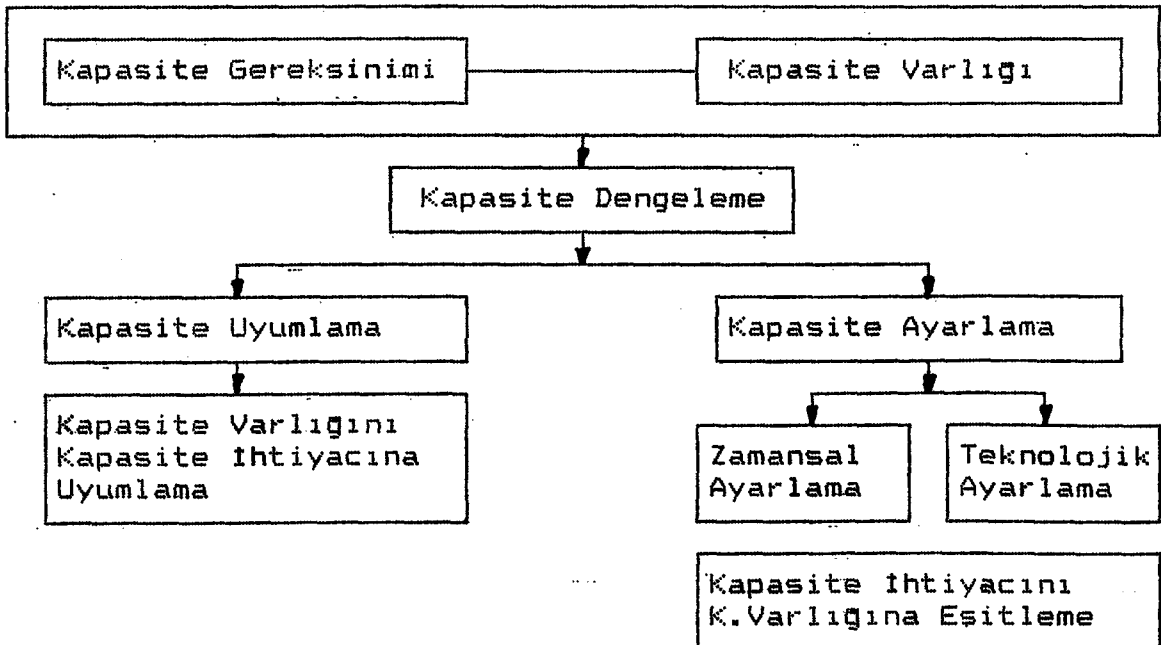 Kapasite Gereksinimi
Kapasite Varlığı
Kapasite Dengeleme
Kapasite Uyumlama
Kapasite Ayarlama
Kapasite Varlığını
Kapasite İhtiyacına
Uyumlama
Zamansal
Ayarlama
Teknolojik
Ayarlama
Kapasite İhtiyacını
K.Varlığına Eşitleme